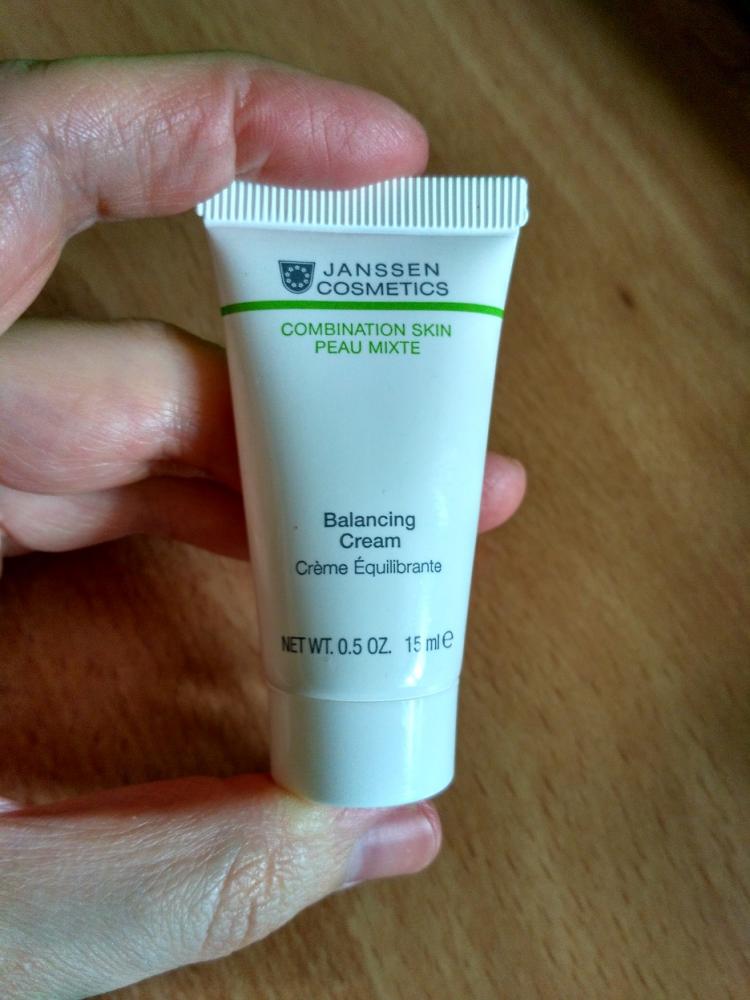 JANSSEN
COSMETICS
COMBINATION SKIN
PEAU MIXTE
Balancing
Cream
Crème Équilibrante
NET WT. 0.5 OZ. 15 ml ℮